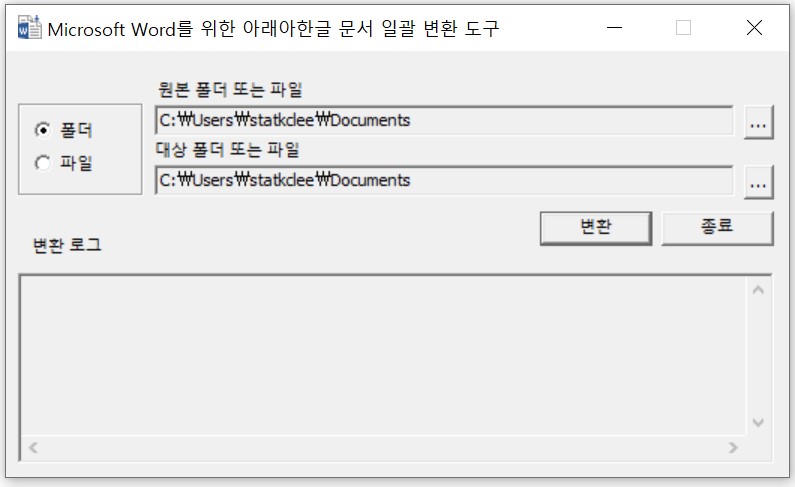 Microsoft Word를 위한 아래아한글 문서 일괄 변환 도구
원본 폴더 또는 파일
폴더
C:₩Users₩statkclee₩Documents
...
대상 폴더 또는 파일
파일
C:₩Users₩statkclee₩Documents
...
변환
종료
변환 로그